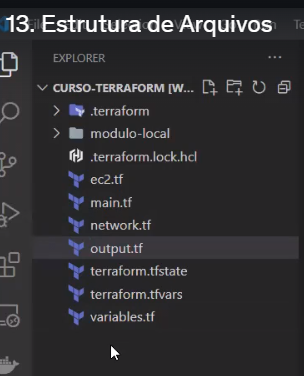 13. Estrutura de Arquivos
EXPLORER
CURSO-TERRAFORM [W...
.terraform
modulo-local
.terraform.lock.hcl
ec2.tf
main.tf
network.tf
output.tf
terraform.tfstate
terraform.tfvars
variables.tf